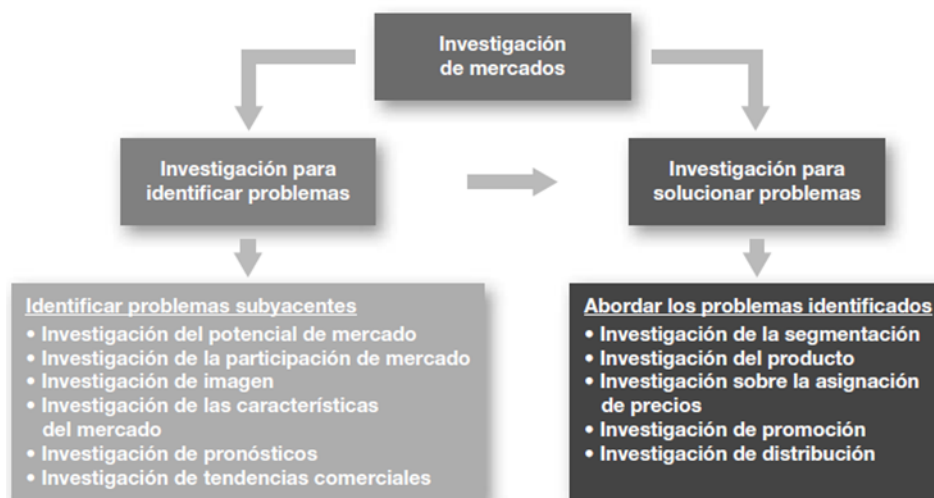 Investigación
de mercados
Investigación para
identificar problemas
Investigación para
solucionar problemas
Identificar problemas subyacentes
• Investigación del potencial de mercado
• Investigación de la participación de mercado
• Investigación de imagen
• Investigación de las características
del mercado
• Investigación de pronósticos
• Investigación de tendencias comerciales
Abordar los problemas identificados
• Investigación de la segmentación
• Investigación del producto
• Investigación sobre la asignación
de precios
• Investigación de promoción
• Investigación de distribución